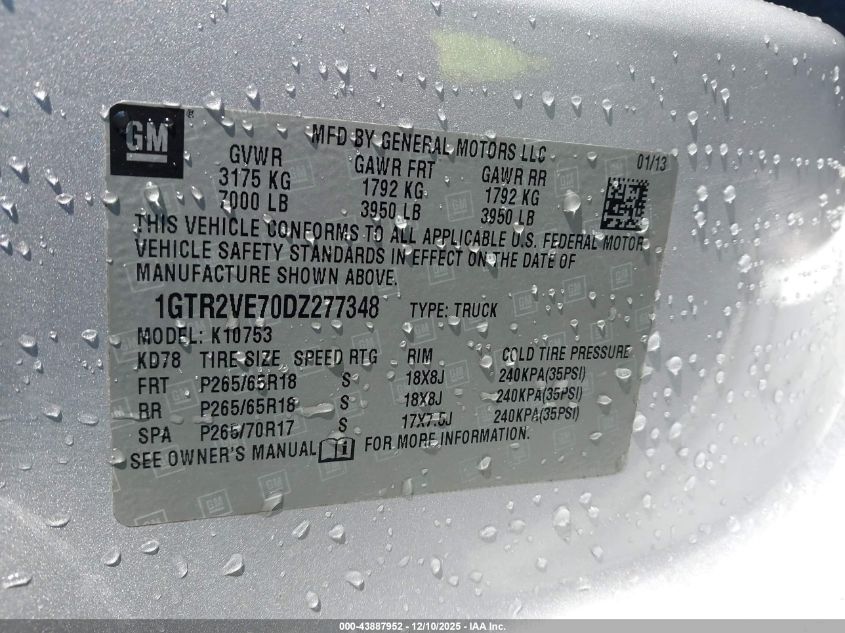 GM
MFD BY GENERAL MOTORS LLC
01/13
GVWR GAWR FRT GAWR RR
3175 KG 1792 KG 1792 KG
7000 LB 3950 LB 3950 LB
THIS VEHICLE CONFORMS TO ALL APPLICABLE U.S. FEDERAL MOTOR
VEHICLE SAFETY STANDARDS IN EFFECT ON THE DATE OF
MANUFACTURE SHOWN ABOVE.
1GTR2VE70DZ277348 TYPE: TRUCK
MODEL: K10753
KD78 TIRE SIZE SPEED RTG RIM COLD TIRE PRESSURE
FRT P265/65R18 S 18X8J 240KPA(35PSI)
RR P265/65R18 S 18X8J 240KPA(35PSI)
SPA P265/70R17 S 17X7.5J 240KPA(35PSI)
SEE OWNER'S MANUAL FOR MORE INFORMATION.
000-43887952 - 12/10/2025 - IAA Inc.